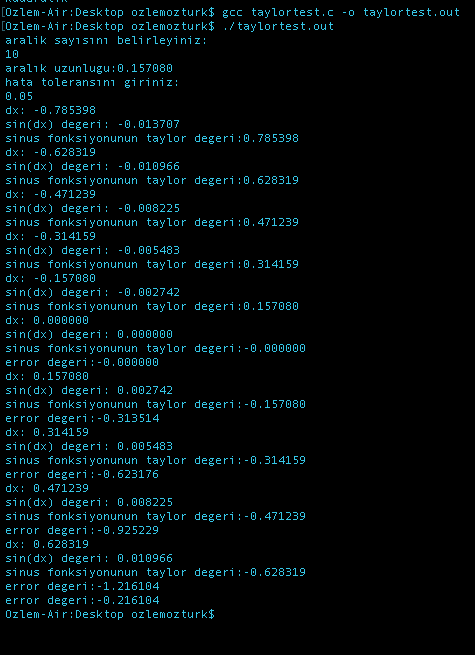 [Ozlem-Air:Desktop ozlemozturk$ gcc taylortest.c -o taylortest.out
[Ozlem-Air:Desktop ozlemozturk$ ./taylortest.out
aralik sayısını belirleyiniz:
10
aralık uzunlugu:0.157080
hata toleransını giriniz:
0.05
dx: -0.785398
sin(dx) degeri: -0.013707
sinus fonksiyonunun taylor degeri:0.785398
dx: -0.628319
sin(dx) degeri: -0.010966
sinus fonksiyonunun taylor degeri:0.628319
dx: -0.471239
sin(dx) degeri: -0.008225
sinus fonksiyonunun taylor degeri:0.471239
dx: -0.314159
sin(dx) degeri: -0.005483
sinus fonksiyonunun taylor degeri:0.314159
dx: -0.157080
sin(dx) degeri: -0.002742
sinus fonksiyonunun taylor degeri:0.157080
dx: 0.000000
sin(dx) degeri: 0.000000
sinus fonksiyonunun taylor degeri:-0.000000
error degeri:-0.000000
dx: 0.157080
sin(dx) degeri: 0.002742
sinus fonksiyonunun taylor degeri:-0.157080
error degeri:-0.313514
dx: 0.314159
sin(dx) degeri: 0.005483
sinus fonksiyonunun taylor degeri:-0.314159
error degeri:-0.623176
dx: 0.471239
sin(dx) degeri: 0.008225
sinus fonksiyonunun taylor degeri:-0.471239
error degeri:-0.925229
dx: 0.628319
sin(dx) degeri: 0.010966
sinus fonksiyonunun taylor degeri:-0.628319
error degeri:-1.216104
error degeri:-0.216104
Ozlem-Air:Desktop ozlemozturk$